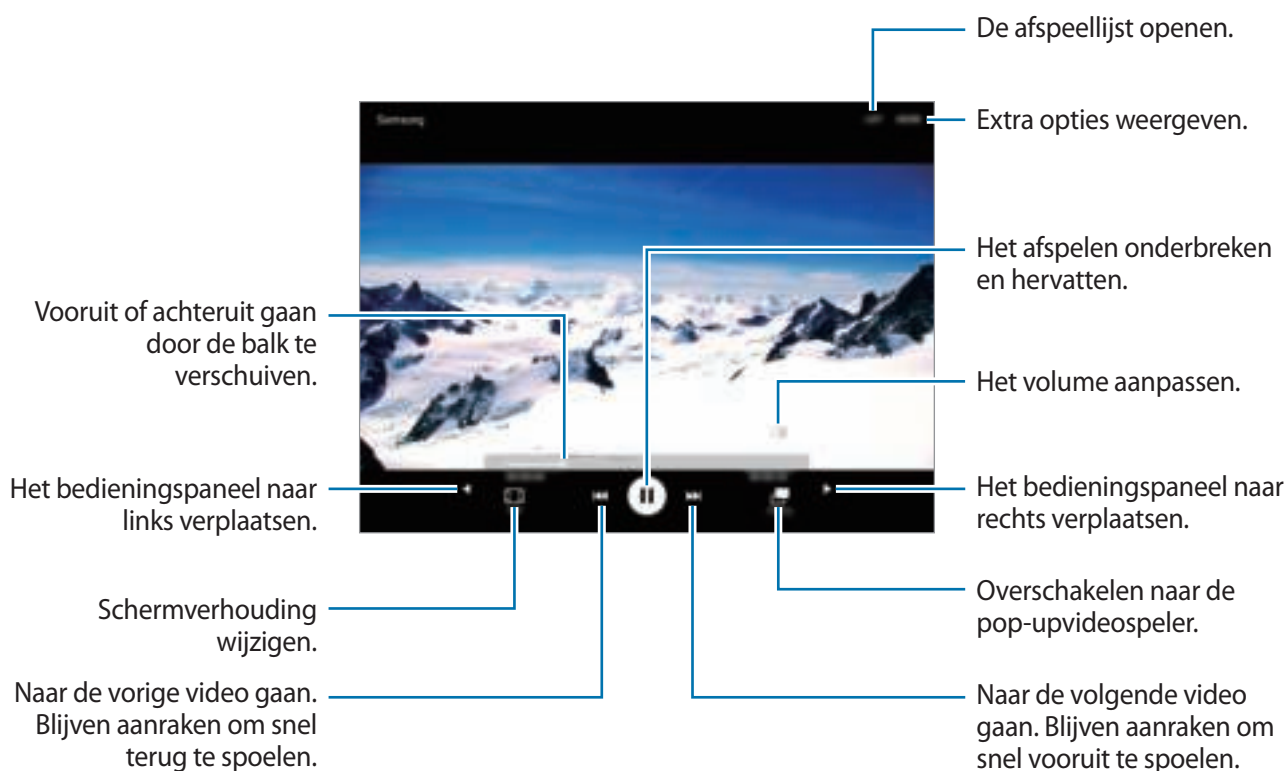 De afspeellijst openen.
Samsung
Extra opties weergeven.
Het afspelen onderbreken
en hervatten.
Vooruit of achteruit gaan
door de balk te
verschuiven.
Het volume aanpassen.
Het bedieningspaneel naar
links verplaatsen.
Het bedieningspaneel naar
rechts verplaatsen.
Schermverhouding
wijzigen.
Overschakelen naar de
pop-upvideospeler.
Naar de vorige video gaan.
Blijven aanraken om snel
terug te spoelen.
Naar de volgende video
gaan. Blijven aanraken om
snel vooruit te spoelen.